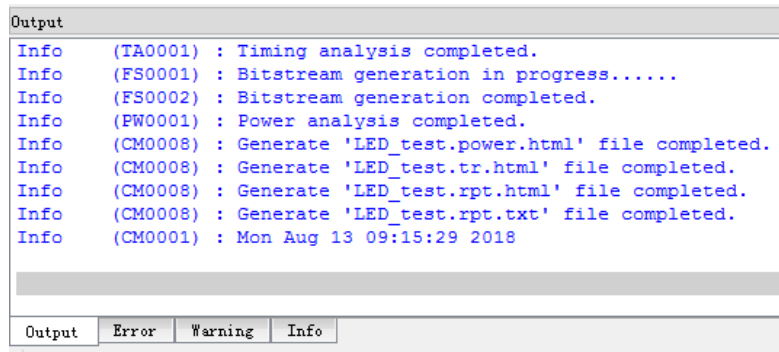 Output
Info (TA0001) : Timing analysis completed.
Info (FS0001) : Bitstream generation in progress......
Info (FS0002) : Bitstream generation completed.
Info (PW0001) : Power analysis completed.
Info (CM0008) : Generate 'LED_test.power.html' file completed.
Info (CM0008) : Generate 'LED_test.tr.html' file completed.
Info (CM0008) : Generate 'LED_test.rpt.html' file completed.
Info (CM0008) : Generate 'LED_test.rpt.txt' file completed.
Info (CM0001) : Mon Aug 13 09:15:29 2018
Output Error Warning Info